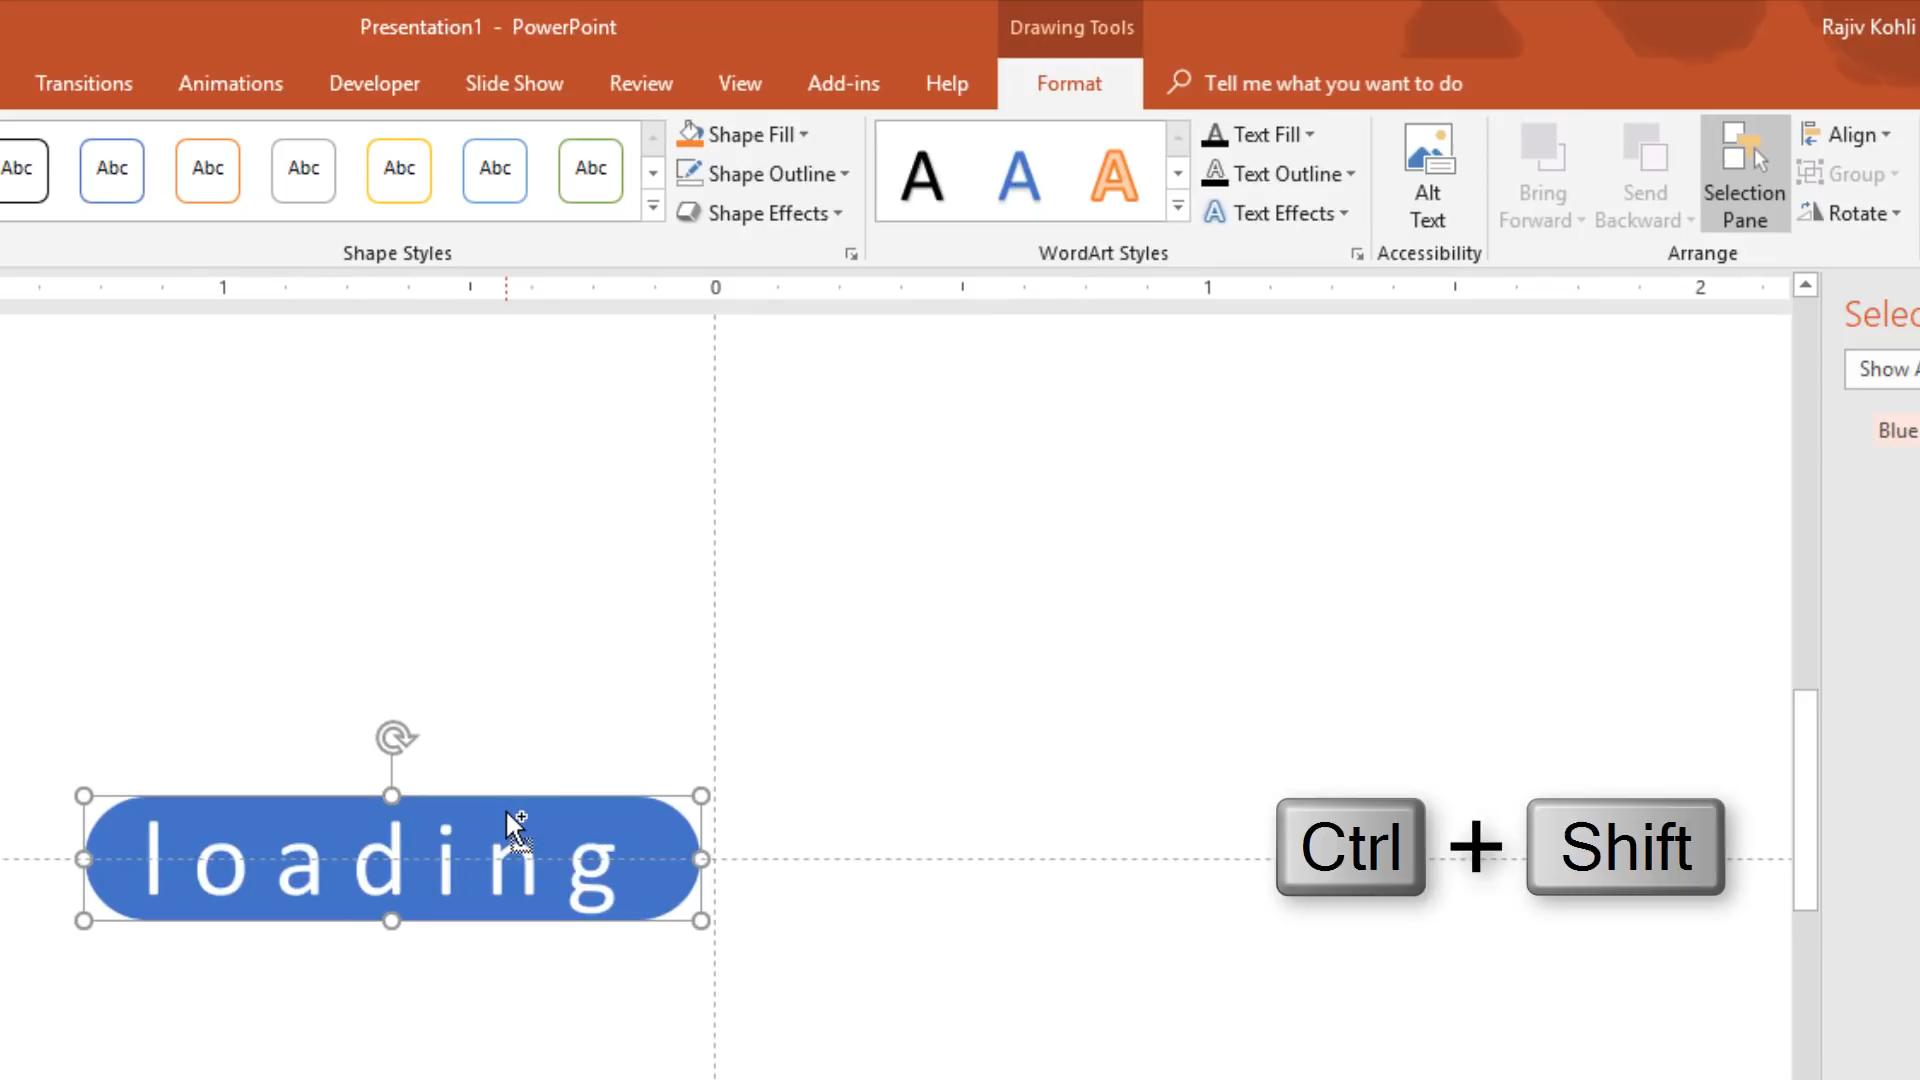 Presentation1 - PowerPoint
Drawing Tools
Rajiv Kohli
Transitions Animations Developer Slide Show Review View Add-ins Help Format Tell me what you want to do
Abc Abc Abc Abc Abc Abc Abc
Shape Fill
Shape Outline
Shape Effects
Shape Styles
A A A
Text Fill
Text Outline
Text Effects
WordArt Styles
Alt
Text
Accessibility
Bring
Forward
Send
Backward
Selection
Pane
Align
Group
Rotate
Arrange
1 0 1 2
Selec
Show A
Blue
loading
Ctrl + Shift